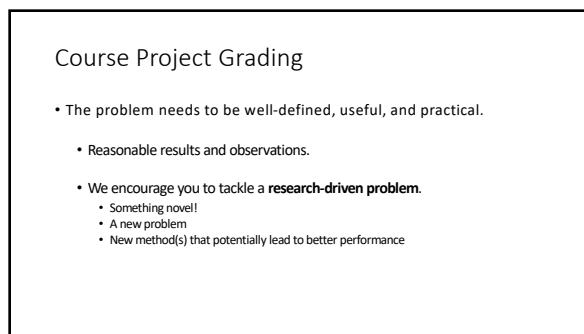 Course Project Grading
• The problem needs to be well-defined, useful, and practical.
• Reasonable results and observations.
• We encourage you to tackle a research-driven problem.
• Something novel!
• A new problem
• New method(s) that potentially lead to better performance